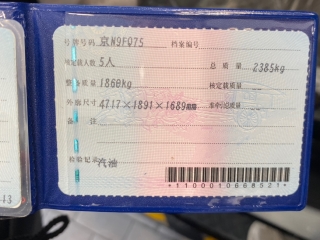 号牌号码 京N9FQ75 档案编号
核定载人数 5人 总质量 2385kg
整备质量 1860kg 核定载质量
外廓尺寸 4717×1891×1689mm 准牵引总质量
备注
检验记录 汽油
*1100010668521*